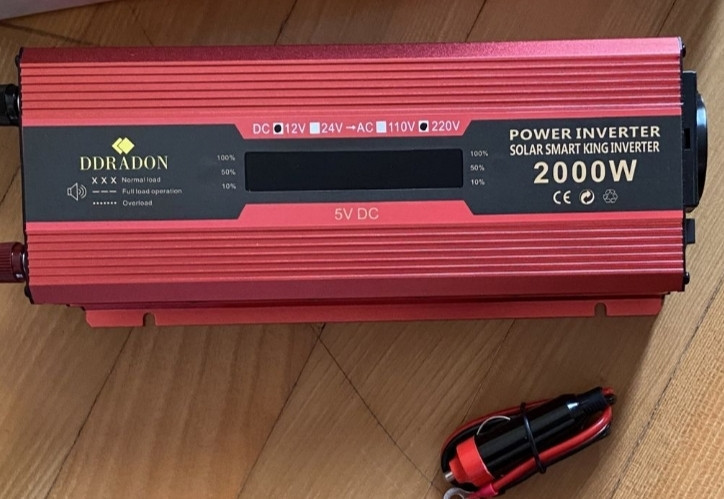 DC 12V 24V → AC 110V 220V
DDRADON
X X X Normal load
--- Full load operation
....... Overload
100%
50%
10%
100%
50%
10%
5V DC
POWER INVERTER
SOLAR SMART KING INVERTER
2000W
CE